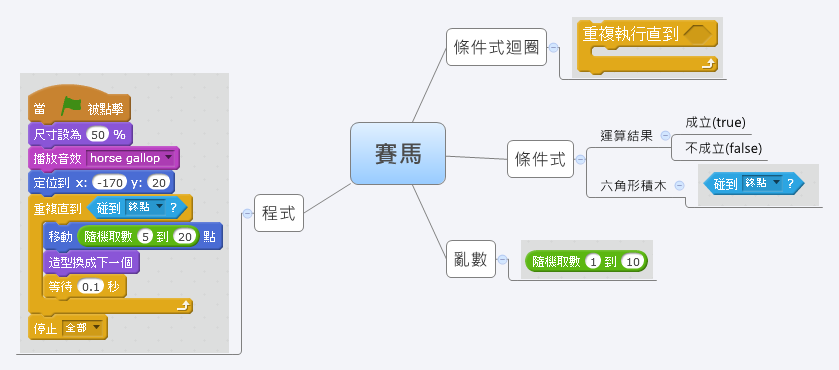 賽馬
條件式迴圈
重複執行直到
條件式
運算結果
成立(true)
不成立(false)
六角形積木
碰到 終點 ?
亂數
隨機取數 1 到 10
程式
當 被點擊
尺寸設為 50 %
播放音效 horse gallop
定位到 x: -170 y: 20
重複直到 碰到 終點 ?
移動 隨機取數 5 到 20 點
造型換成下一個
等待 0.1 秒
停止 全部